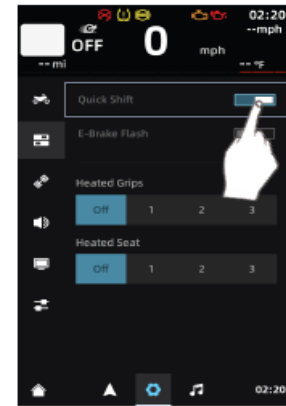 02:20
--mph
OFF
0
mph
-- mi
-- °F
Quick Shift
E-Brake Flash
Heated Grips
Off 1 2 3
Heated Seat
Off 1 2 3
02:20